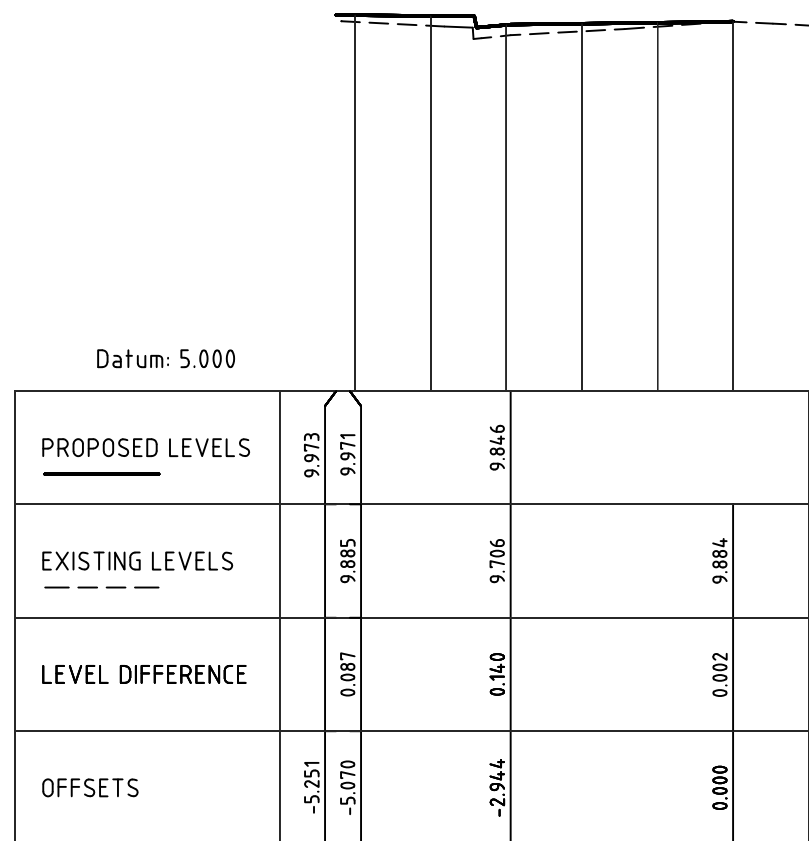 Datum: 5.000
PROPOSED LEVELS 9.973 9.971 9.846
EXISTING LEVELS 9.885 9.706 9.884
LEVEL DIFFERENCE 0.087 0.140 0.002
OFFSETS -5.251 -5.070 -2.944 0.000